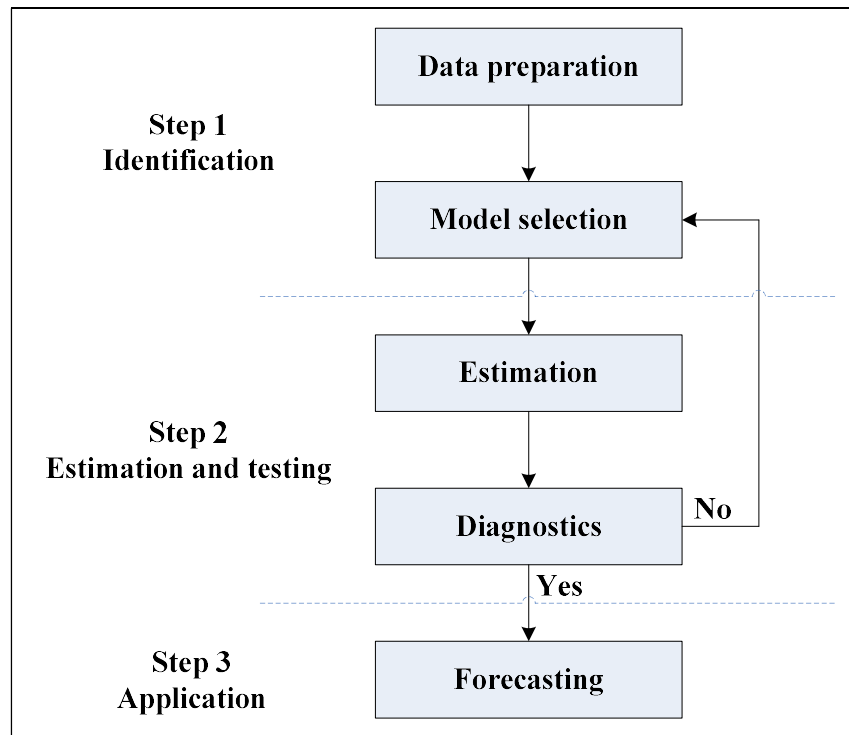 Data preparation
Step 1
Identification
Model selection
Estimation
Step 2
Estimation and testing
Diagnostics
No
Yes
Step 3
Application
Forecasting